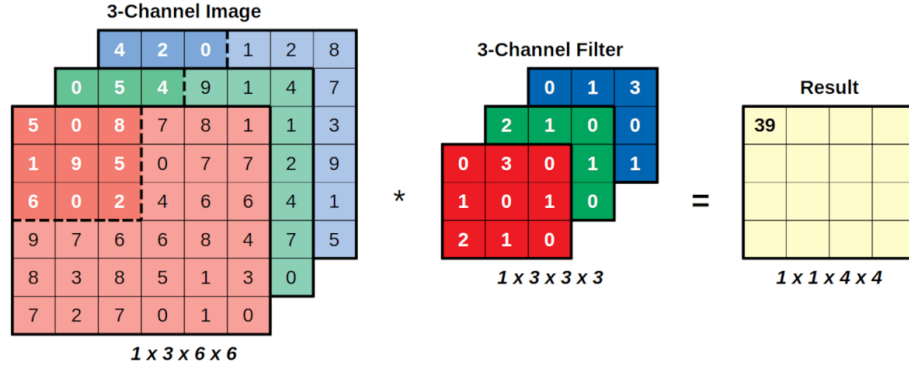 3-Channel Image
4 2 0 1 2 8
0 5 4 9 1 4 7
5 0 8 7 8 1 1 3
1 9 5 0 7 7 2 9
6 0 2 4 6 6 4 1
9 7 6 6 8 4 7 5
8 3 8 5 1 3 0
7 2 7 0 1 0
1 x 3 x 6 x 6
*
3-Channel Filter
0 1 3
2 1 0 0
0 3 0 1 1
1 0 1 0
2 1 0
1 x 3 x 3 x 3
=
Result
39
1 x 1 x 4 x 4